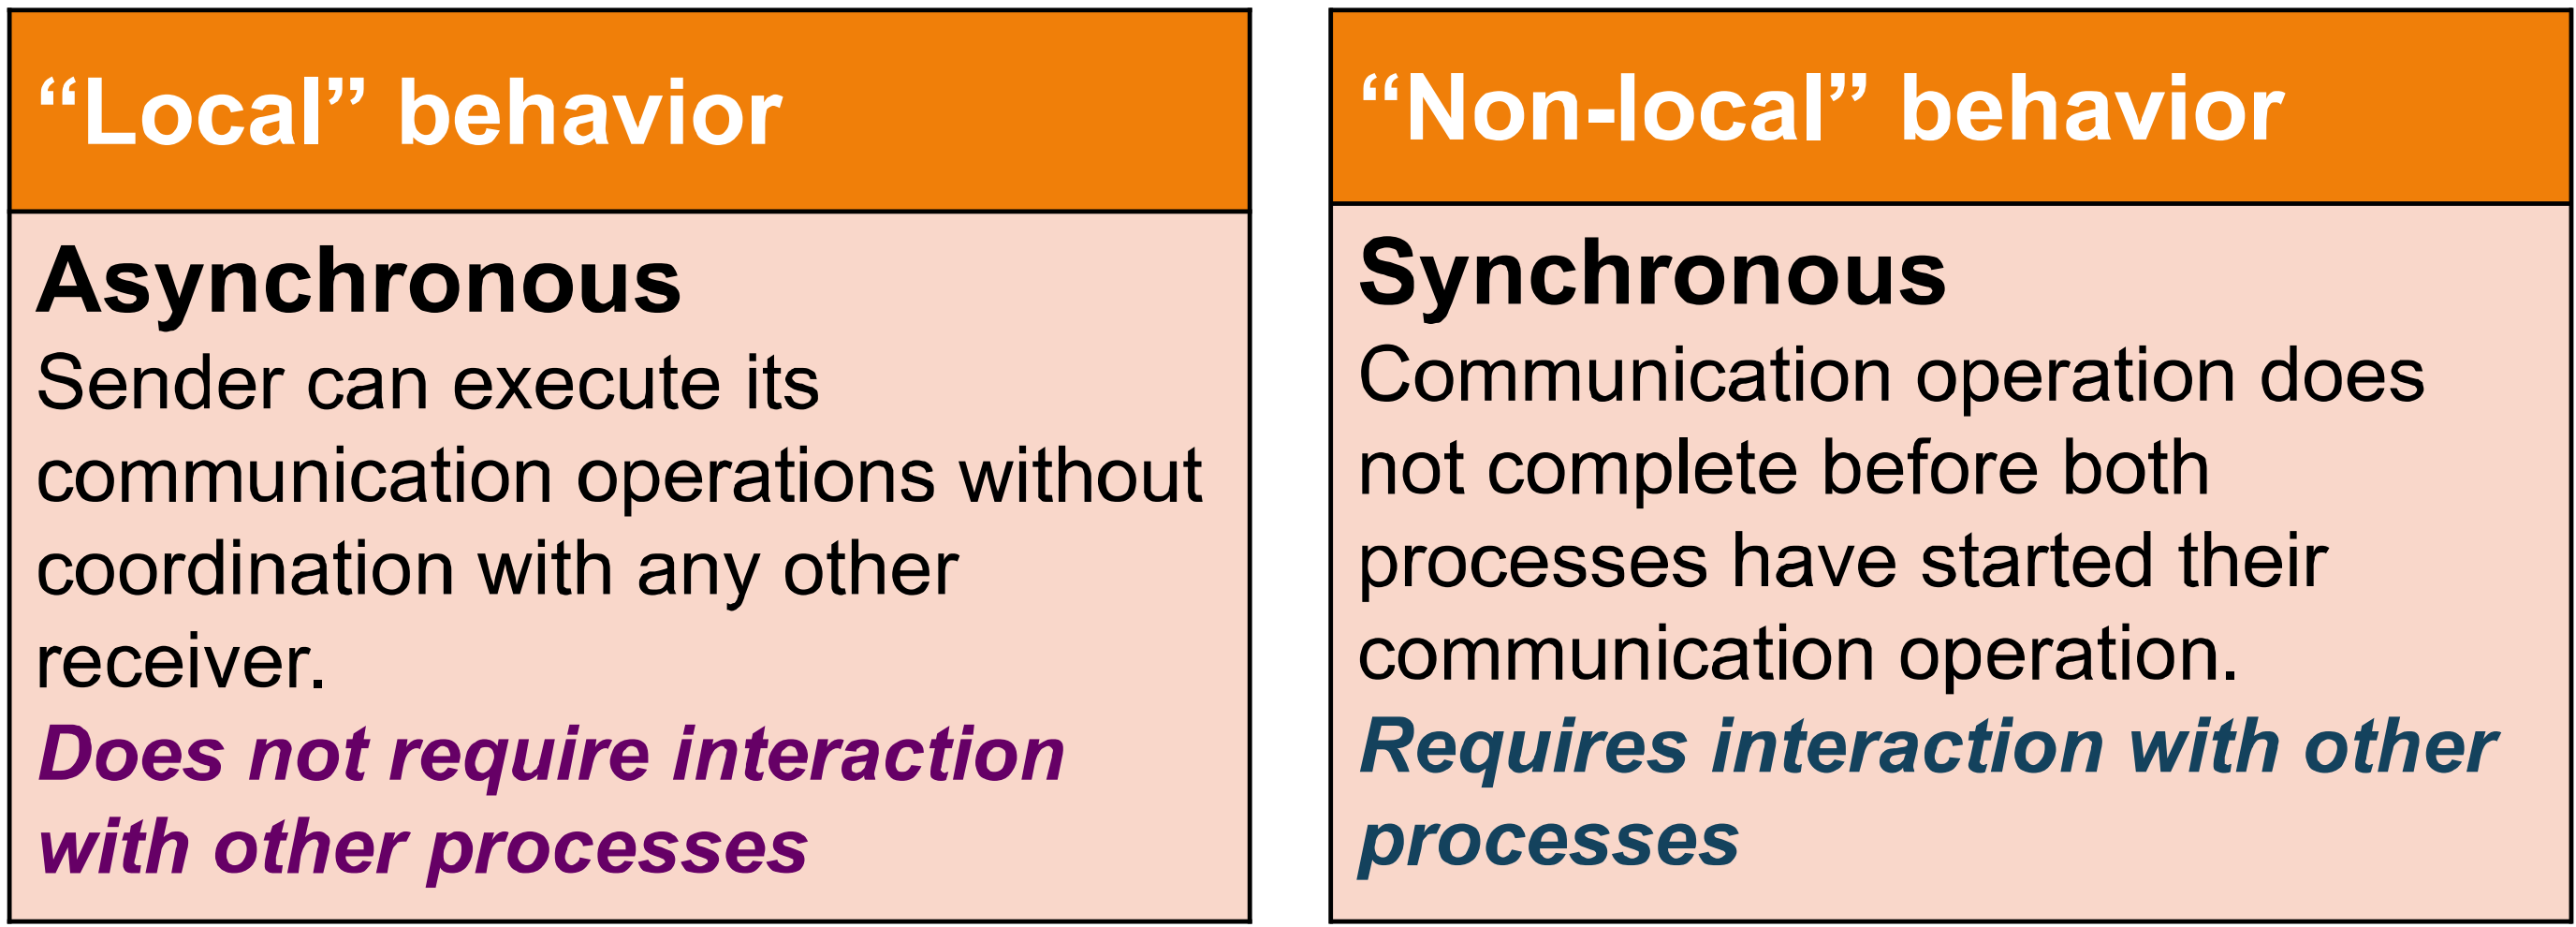 “Local” behavior
Asynchronous
Sender can execute its
communication operations without
coordination with any other
receiver.
Does not require interaction
with other processes
“Non-local” behavior
Synchronous
Communication operation does
not complete before both
processes have started their
communication operation.
Requires interaction with other
processes